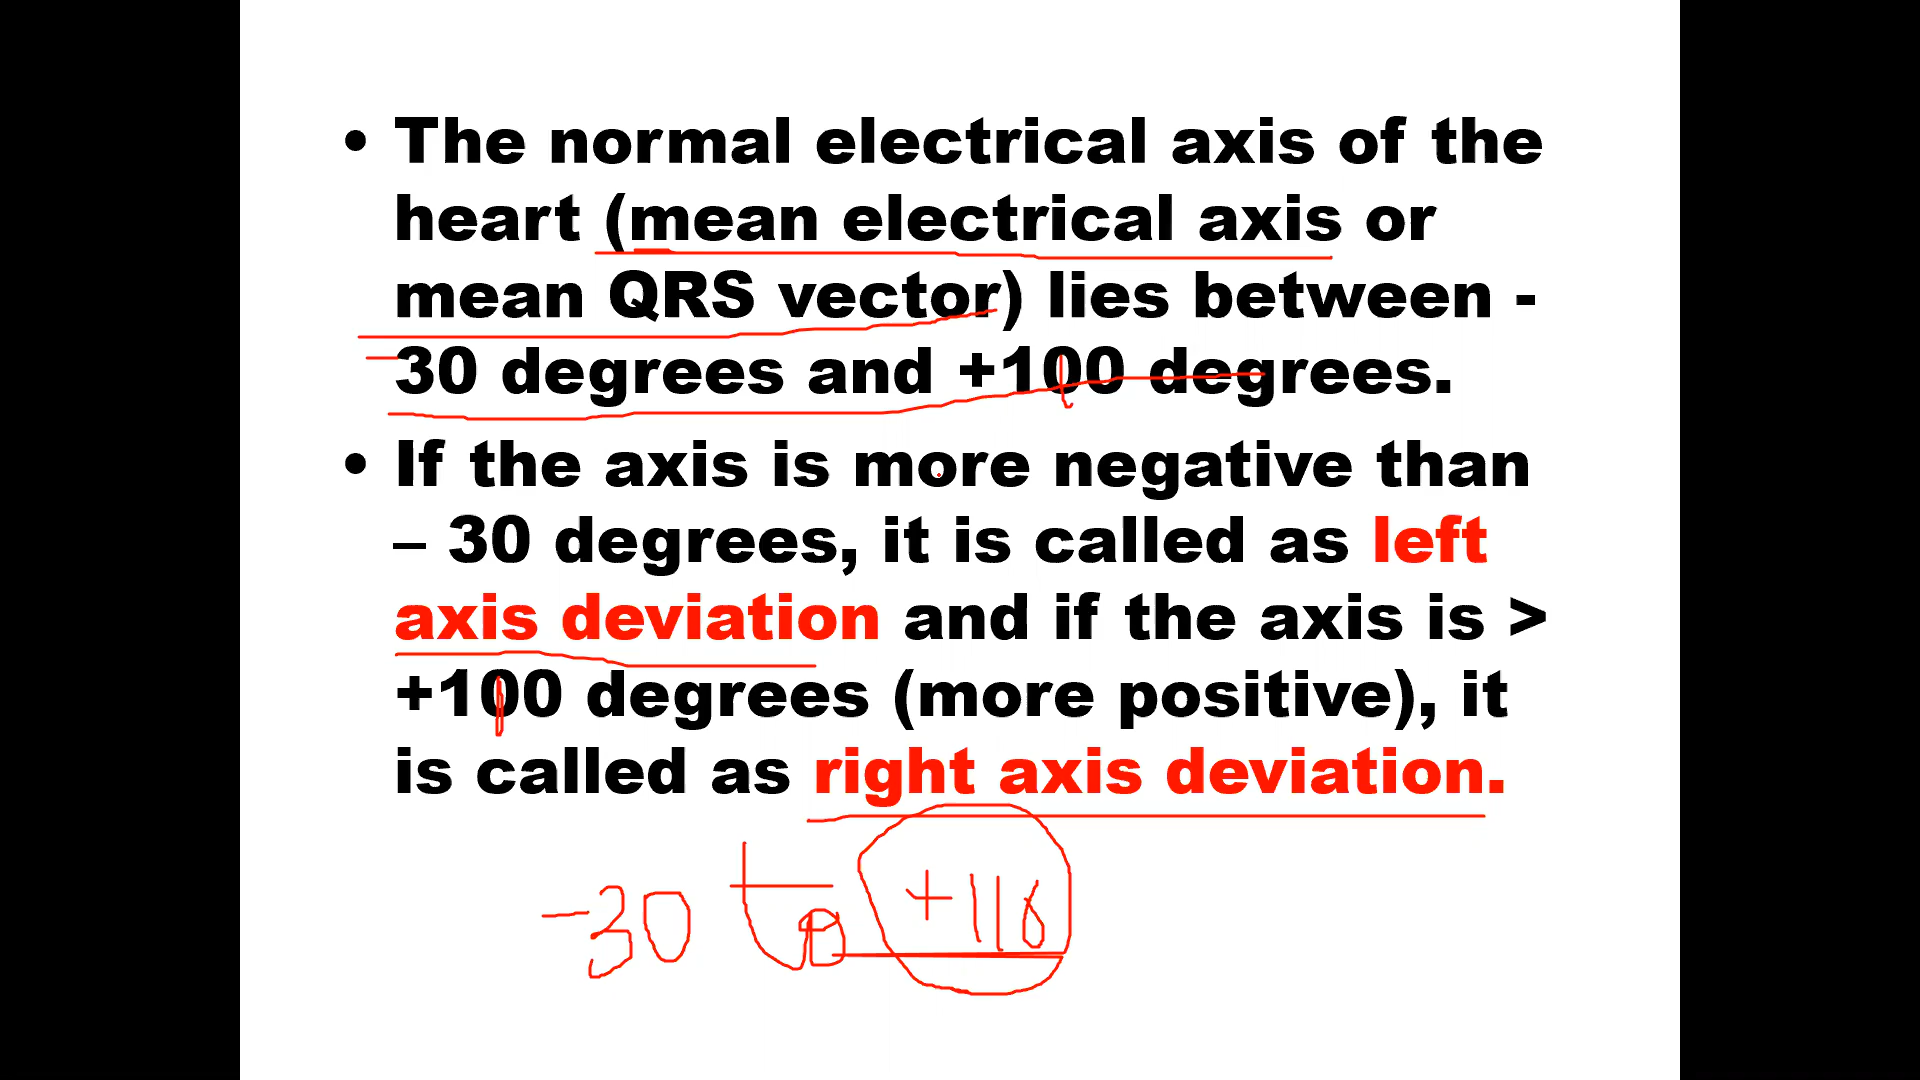 • The normal electrical axis of the
heart (mean electrical axis or
mean QRS vector) lies between -
30 degrees and +100 degrees.
• If the axis is more negative than
– 30 degrees, it is called as left
axis deviation and if the axis is >
+100 degrees (more positive), it
is called as right axis deviation.
-30 to +110